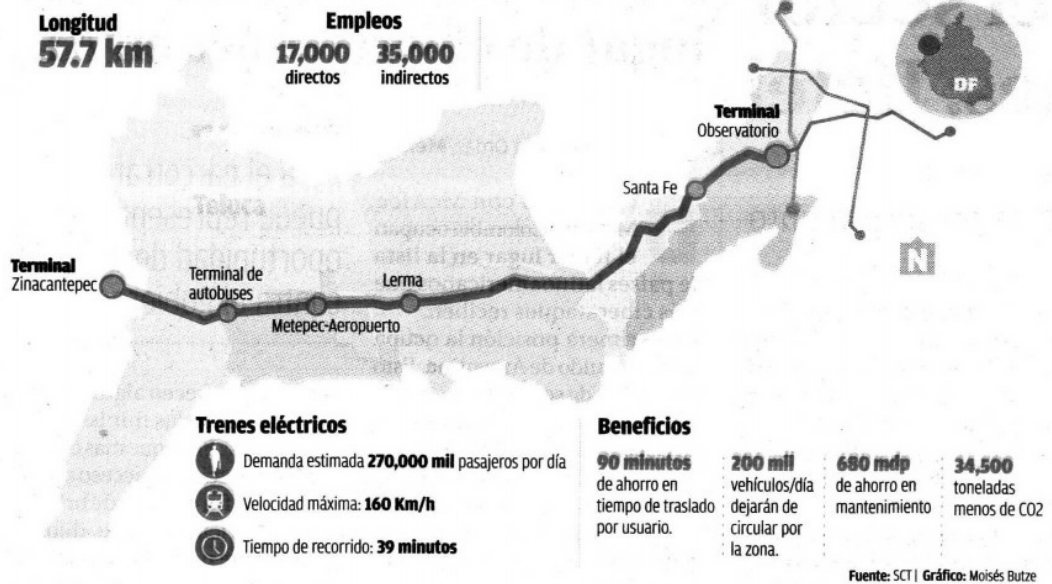 Longitud
57.7 km
Empleos
17,000
directos
35,000
indirectos
DF
Terminal
Observatorio
Santa Fe
Toluca
N
Terminal
Zinacantepec
Terminal de
autobuses
Lerma
Metepec-Aeropuerto
Trenes eléctricos
Demanda estimada 270,000 mil pasajeros por día
Velocidad máxima: 160 Km/h
Tiempo de recorrido: 39 minutos
Beneficios
90 minutos
de ahorro en
tiempo de traslado
por usuario.
200 mil
vehículos/día
dejarán de
circular por
la zona.
680 mdp
de ahorro en
mantenimiento
34,500
toneladas
menos de CO2
Fuente: SCT | Gráfico: Moisés Butze